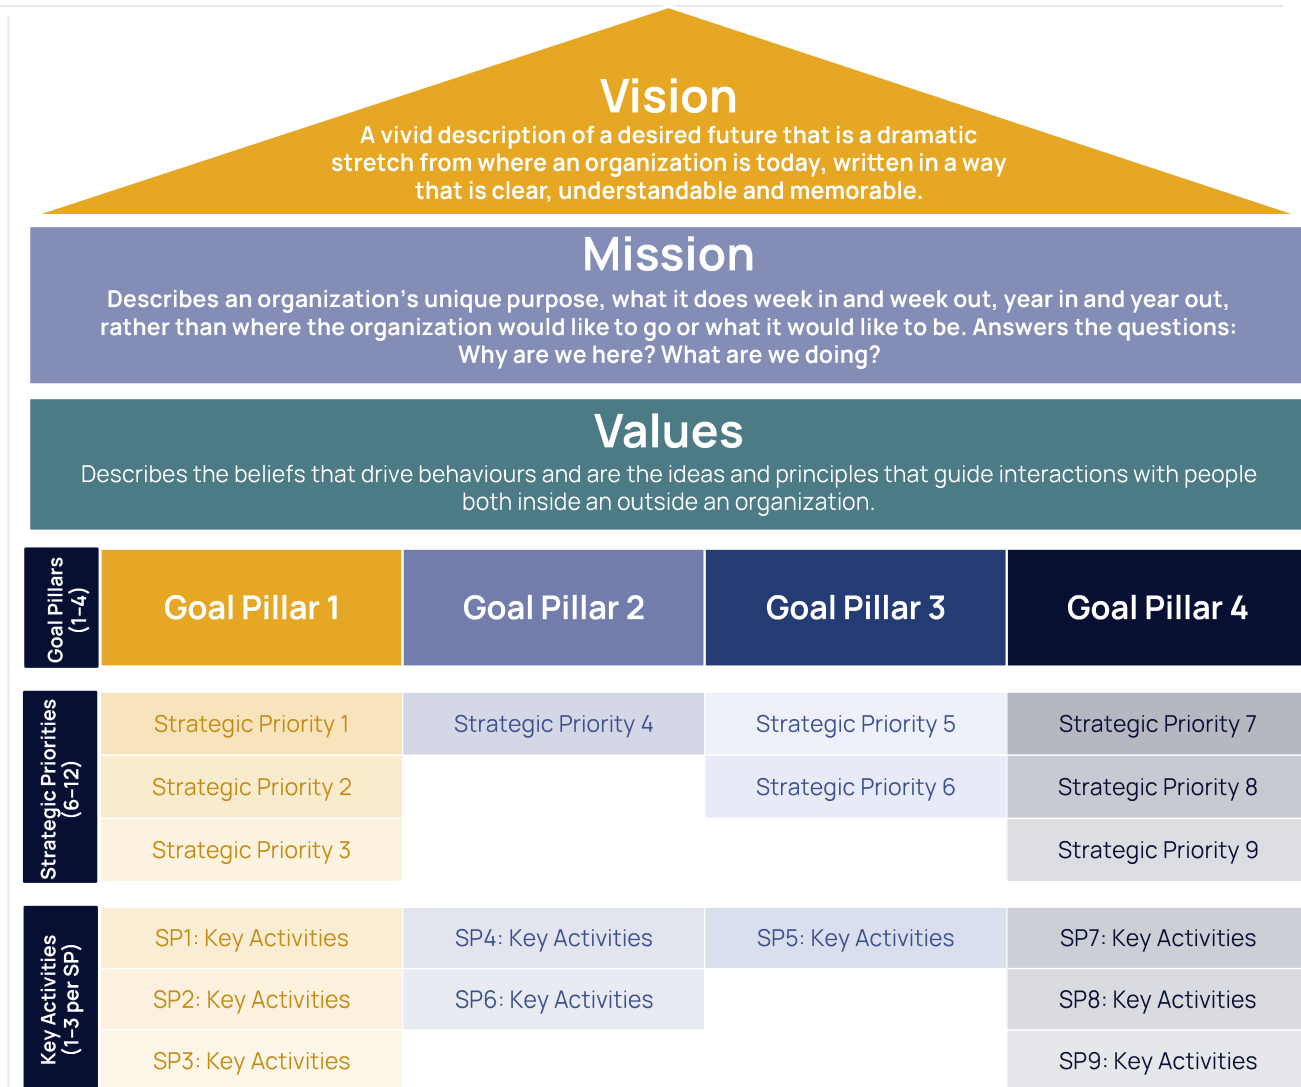 Vision
A vivid description of a desired future that is a dramatic
stretch from where an organization is today, written in a way
that is clear, understandable and memorable.
Mission
Describes an organization's unique purpose, what it does week in and week out, year in and year out,
rather than where the organization would like to go or what it would like to be. Answers the questions:
Why are we here? What are we doing?
Values
Describes the beliefs that drive behaviours and are the ideas and principles that guide interactions with people
both inside an outside an organization.
Goal Pillars
(1–4)
Goal Pillar 1
Goal Pillar 2
Goal Pillar 3
Goal Pillar 4
Strategic Priorities
(6–12)
Strategic Priority 1
Strategic Priority 4
Strategic Priority 5
Strategic Priority 7
Strategic Priority 2
Strategic Priority 6
Strategic Priority 8
Strategic Priority 3
Strategic Priority 9
Key Activities
(1–3 per SP)
SP1: Key Activities
SP4: Key Activities
SP5: Key Activities
SP7: Key Activities
SP2: Key Activities
SP6: Key Activities
SP8: Key Activities
SP3: Key Activities
SP9: Key Activities